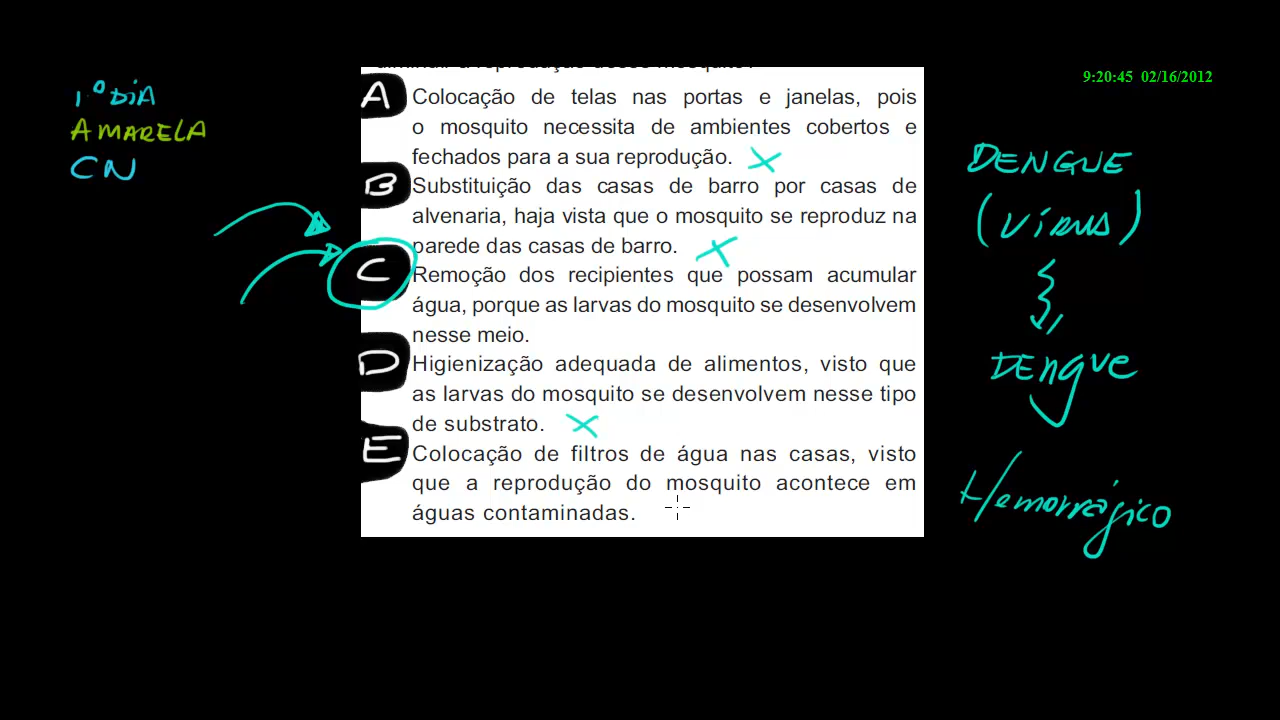 9:20:45 02/16/2012
1º DIA
AMARELA
CN
A Colocação de telas nas portas e janelas, pois
o mosquito necessita de ambientes cobertos e
fechados para a sua reprodução.
B Substituição das casas de barro por casas de
alvenaria, haja vista que o mosquito se reproduz na
parede das casas de barro.
C Remoção dos recipientes que possam acumular
água, porque as larvas do mosquito se desenvolvem
nesse meio.
D Higienização adequada de alimentos, visto que
as larvas do mosquito se desenvolvem nesse tipo
de substrato.
E Colocação de filtros de água nas casas, visto
que a reprodução do mosquito acontece em
águas contaminadas.
DENGUE
(Vírus)
DENgue
Hemorrágico